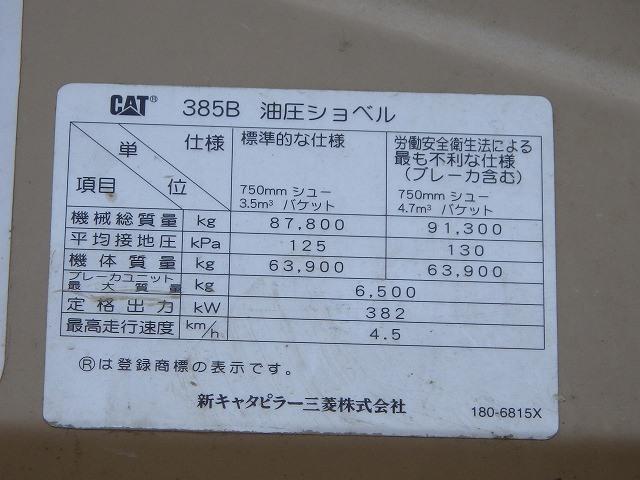 CAT® 385B 油圧ショベル
単位 仕様 標準的な仕様 労働安全衛生法による
最も不利な仕様
(ブレーカ含む)
項目 750mm シュー 750mm シュー
3.5m³ バケット 4.7m³ バケット
機械総質量 kg 87,800 91,300
平均接地圧 kPa 125 130
機体質量 kg 63,900 63,900
ブレーカユニット
最大質量 kg 6,500
定格出力 kW 382
最高走行速度 km/h 4.5
®は登録商標の表示です。
新キャタピラー三菱株式会社 180-6815X